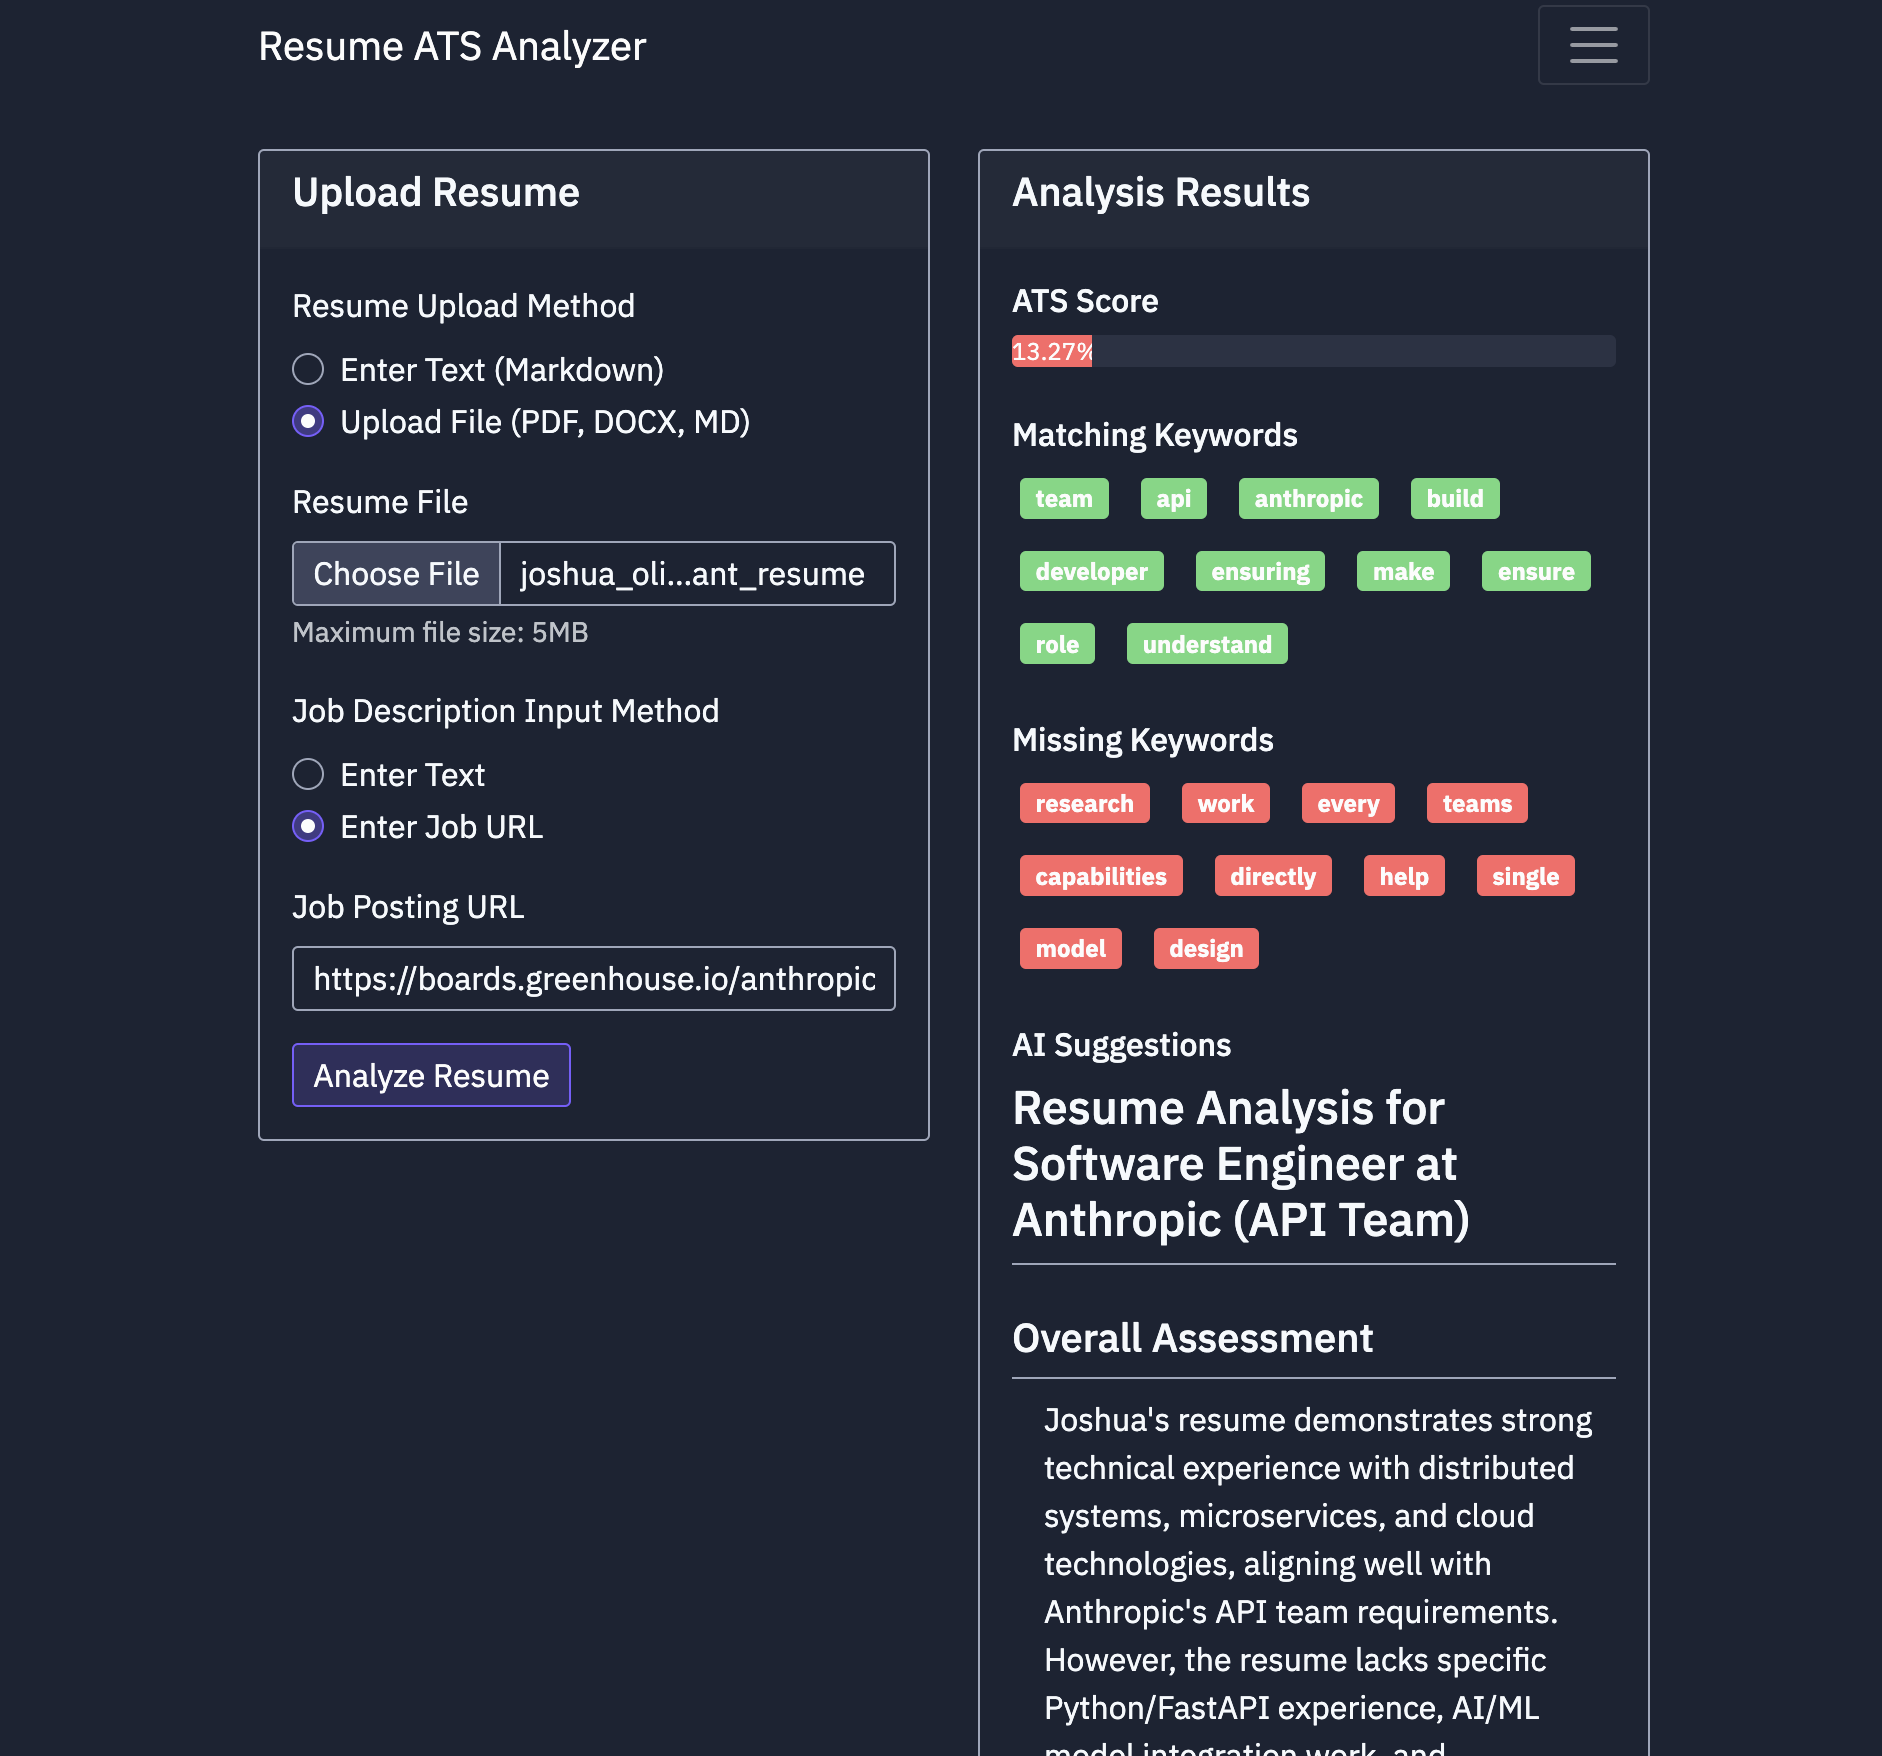 Resume ATS Analyzer
Upload Resume
Resume Upload Method
Enter Text (Markdown)
Upload File (PDF, DOCX, MD)
Resume File
Choose File joshua_oli...ant_resume
Maximum file size: 5MB
Job Description Input Method
Enter Text
Enter Job URL
Job Posting URL
https://boards.greenhouse.io/anthropic
Analyze Resume
Analysis Results
ATS Score
13.27%
Matching Keywords
team api anthropic build
developer ensuring make ensure
role understand
Missing Keywords
research work every teams
capabilities directly help single
model design
AI Suggestions
Resume Analysis for
Software Engineer at
Anthropic (API Team)
Overall Assessment
Joshua's resume demonstrates strong
technical experience with distributed
systems, microservices, and cloud
technologies, aligning well with
Anthropic's API team requirements.
However, the resume lacks specific
Python/FastAPI experience, AI/ML
model integration work, and